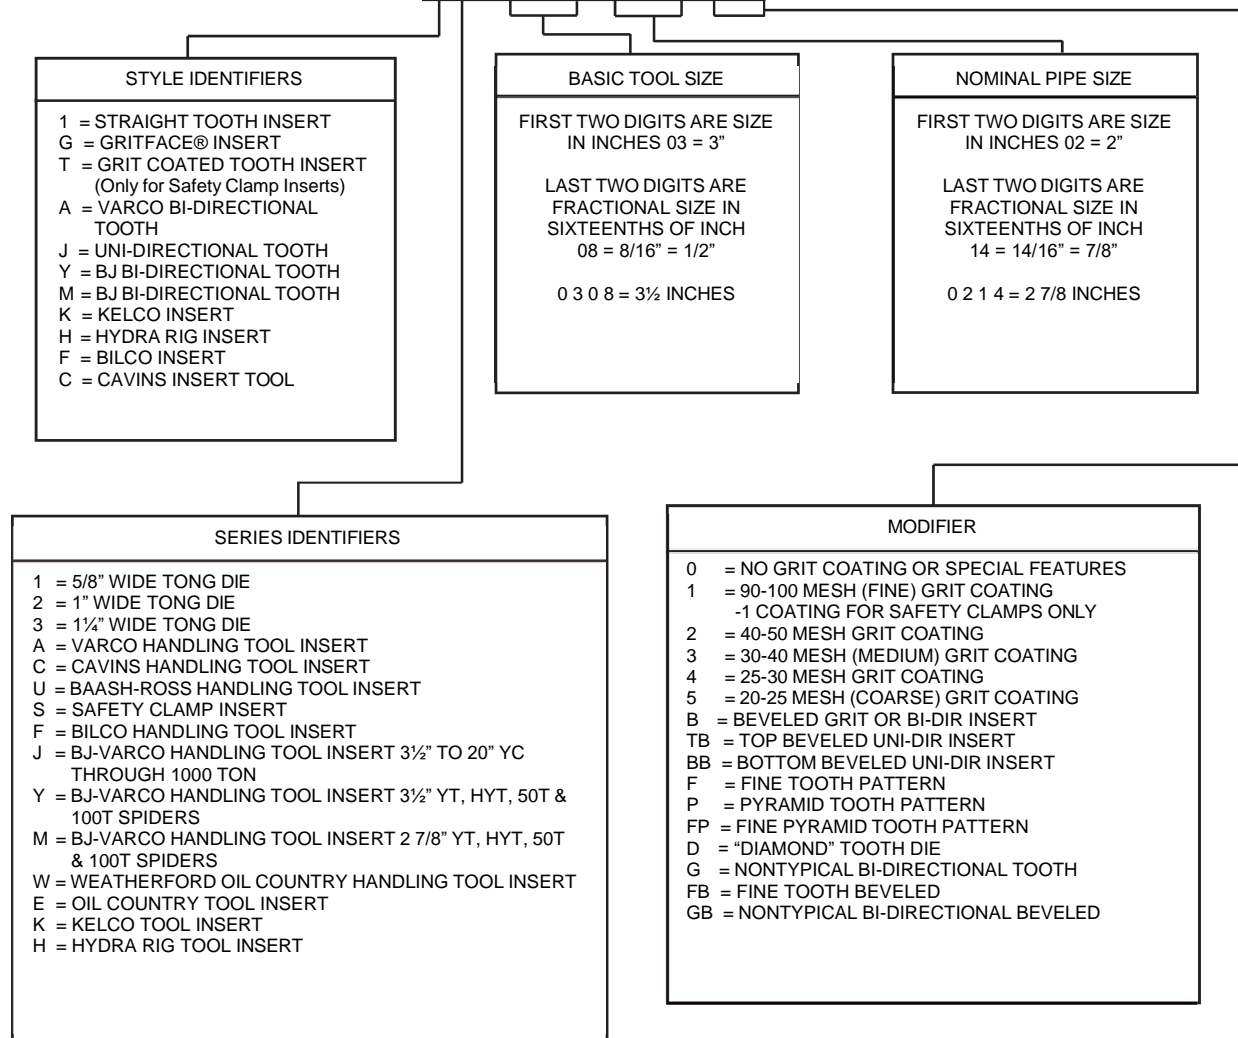 STYLE IDENTIFIERS
1 = STRAIGHT TOOTH INSERT
G = GRITFACE® INSERT
T = GRIT COATED TOOTH INSERT
(Only for Safety Clamp Inserts)
A = VARCO BI-DIRECTIONAL
TOOTH
J = UNI-DIRECTIONAL TOOTH
Y = BJ BI-DIRECTIONAL TOOTH
M = BJ BI-DIRECTIONAL TOOTH
K = KELCO INSERT
H = HYDRA RIG INSERT
F = BILCO INSERT
C = CAVINS INSERT TOOL
BASIC TOOL SIZE
FIRST TWO DIGITS ARE SIZE
IN INCHES 03 = 3”
LAST TWO DIGITS ARE
FRACTIONAL SIZE IN
SIXTEENTHS OF INCH
08 = 8/16” = 1/2”
0 3 0 8 = 3½ INCHES
NOMINAL PIPE SIZE
FIRST TWO DIGITS ARE SIZE
IN INCHES 02 = 2”
LAST TWO DIGITS ARE
FRACTIONAL SIZE IN
SIXTEENTHS OF INCH
14 = 14/16” = 7/8”
0 2 1 4 = 2 7/8 INCHES
SERIES IDENTIFIERS
1 = 5/8” WIDE TONG DIE
2 = 1” WIDE TONG DIE
3 = 1¼” WIDE TONG DIE
A = VARCO HANDLING TOOL INSERT
C = CAVINS HANDLING TOOL INSERT
U = BAASH-ROSS HANDLING TOOL INSERT
S = SAFETY CLAMP INSERT
F = BILCO HANDLING TOOL INSERT
J = BJ-VARCO HANDLING TOOL INSERT 3½” TO 20” YC
THROUGH 1000 TON
Y = BJ-VARCO HANDLING TOOL INSERT 3½” YT, HYT, 50T &
100T SPIDERS
M = BJ-VARCO HANDLING TOOL INSERT 2 7/8” YT, HYT, 50T
& 100T SPIDERS
W = WEATHERFORD OIL COUNTRY HANDLING TOOL INSERT
E = OIL COUNTRY TOOL INSERT
K = KELCO TOOL INSERT
H = HYDRA RIG TOOL INSERT
MODIFIER
0 = NO GRIT COATING OR SPECIAL FEATURES
1 = 90-100 MESH (FINE) GRIT COATING
-1 COATING FOR SAFETY CLAMPS ONLY
2 = 40-50 MESH GRIT COATING
3 = 30-40 MESH (MEDIUM) GRIT COATING
4 = 25-30 MESH GRIT COATING
5 = 20-25 MESH (COARSE) GRIT COATING
B = BEVELED GRIT OR BI-DIR INSERT
TB = TOP BEVELED UNI-DIR INSERT
BB = BOTTOM BEVELED UNI-DIR INSERT
F = FINE TOOTH PATTERN
P = PYRAMID TOOTH PATTERN
FP = FINE PYRAMID TOOTH PATTERN
D = “DIAMOND” TOOTH DIE
G = NONTYPICAL BI-DIRECTIONAL TOOTH
FB = FINE TOOTH BEVELED
GB = NONTYPICAL BI-DIRECTIONAL BEVELED